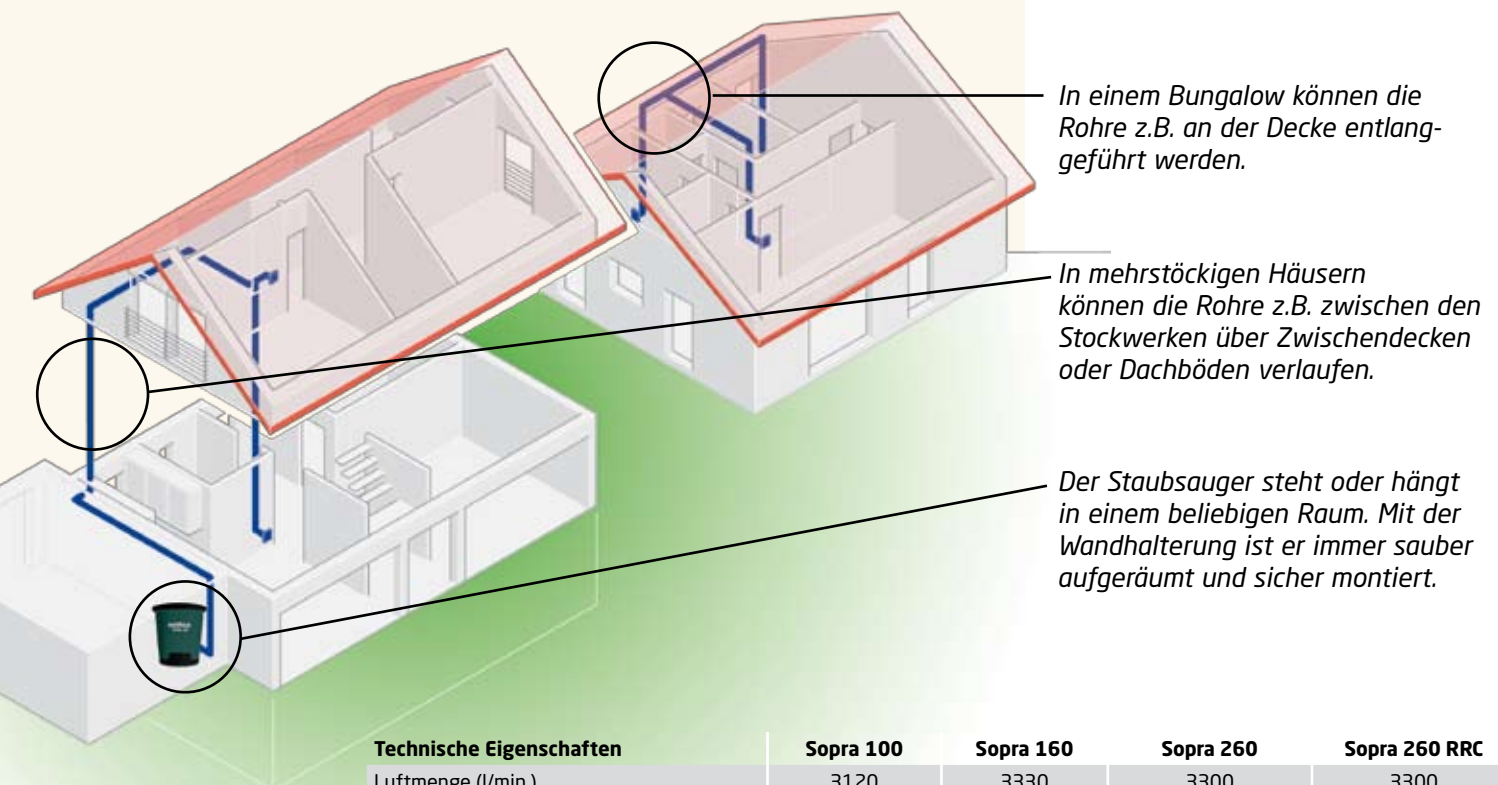 In einem Bungalow können die
Rohre z.B. an der Decke entlang-
geführt werden.
In mehrstöckigen Häusern
können die Rohre z.B. zwischen den
Stockwerken über Zwischendecken
oder Dachböden verlaufen.
Der Staubsauger steht oder hängt
in einem beliebigen Raum. Mit der
Wandhalterung ist er immer sauber
aufgeräumt und sicher montiert.
Technische Eigenschaften Sopra 100 Sopra 160 Sopra 260 Sopra 260 RRC
Luftmenge (l/min.) 3120 3330 3300 3300